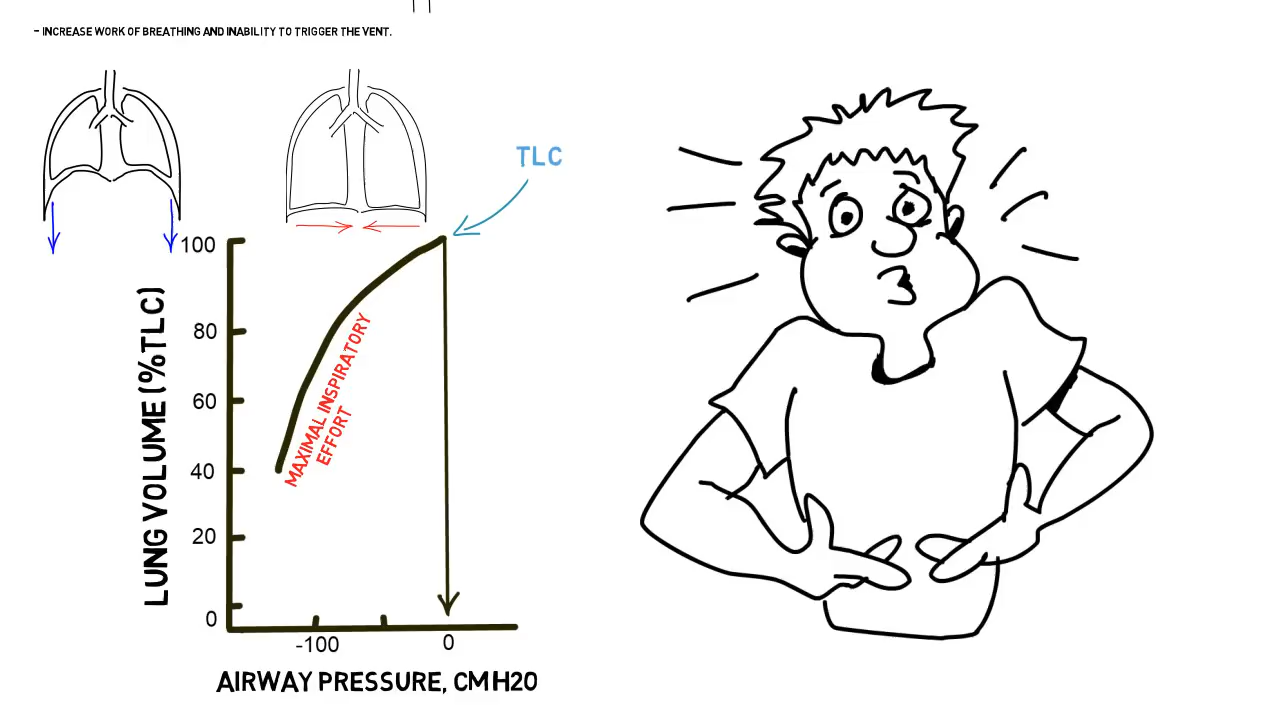 - INCREASE WORK OF BREATHING AND INABILITY TO TRIGGER THE VENT.
TLC
100
80
60
40
20
0
LUNG VOLUME (%TLC)
MAXIMAL INSPIRATORY
EFFORT
-100
0
AIRWAY PRESSURE, CMH20